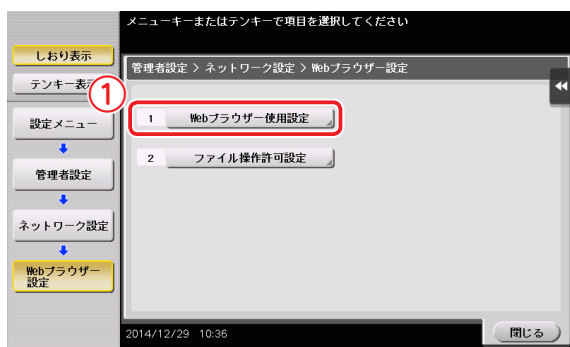 メニューキーまたはテンキーで項目を選択してください
しおり表示
テンキー表
①
管理者設定 > ネットワーク設定 > Webブラウザー設定
設定メニュー
管理者設定
ネットワーク設定
Webブラウザー
設定
1 Webブラウザー使用設定
2 ファイル操作許可設定
2014/12/29 10:36
閉じる